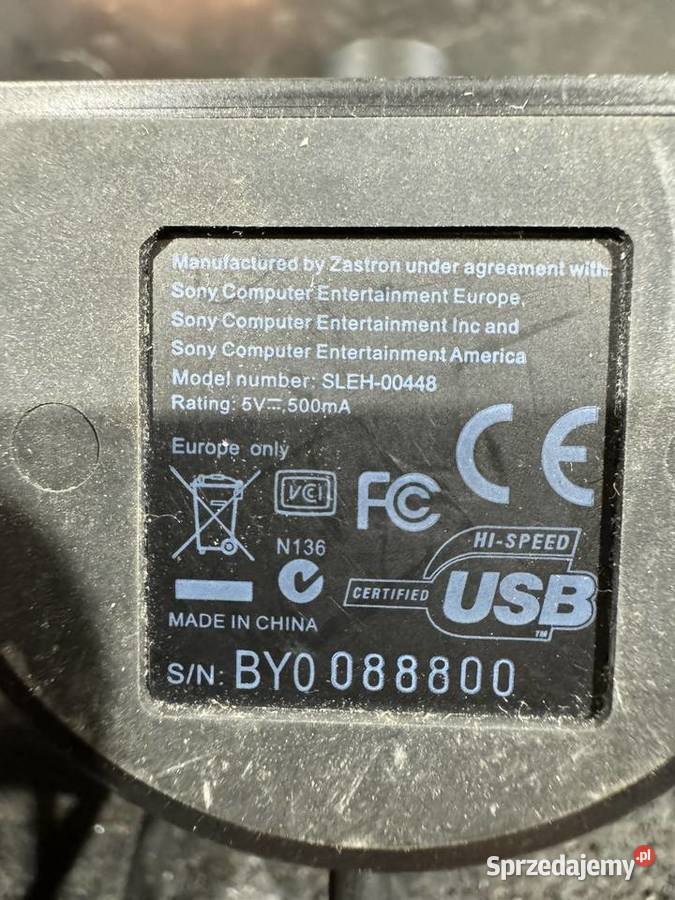 Manufactured by Zastron under agreement with
Sony Computer Entertainment Europe,
Sony Computer Entertainment Inc and
Sony Computer Entertainment America
Model number: SLEH-00448
Rating: 5V⎓,500mA
Europe only
CE
VCI
FC
HI-SPEED
N136
CERTIFIED USB TM
MADE IN CHINA
S/N: BY0 088800
Sprzedajemy.pl